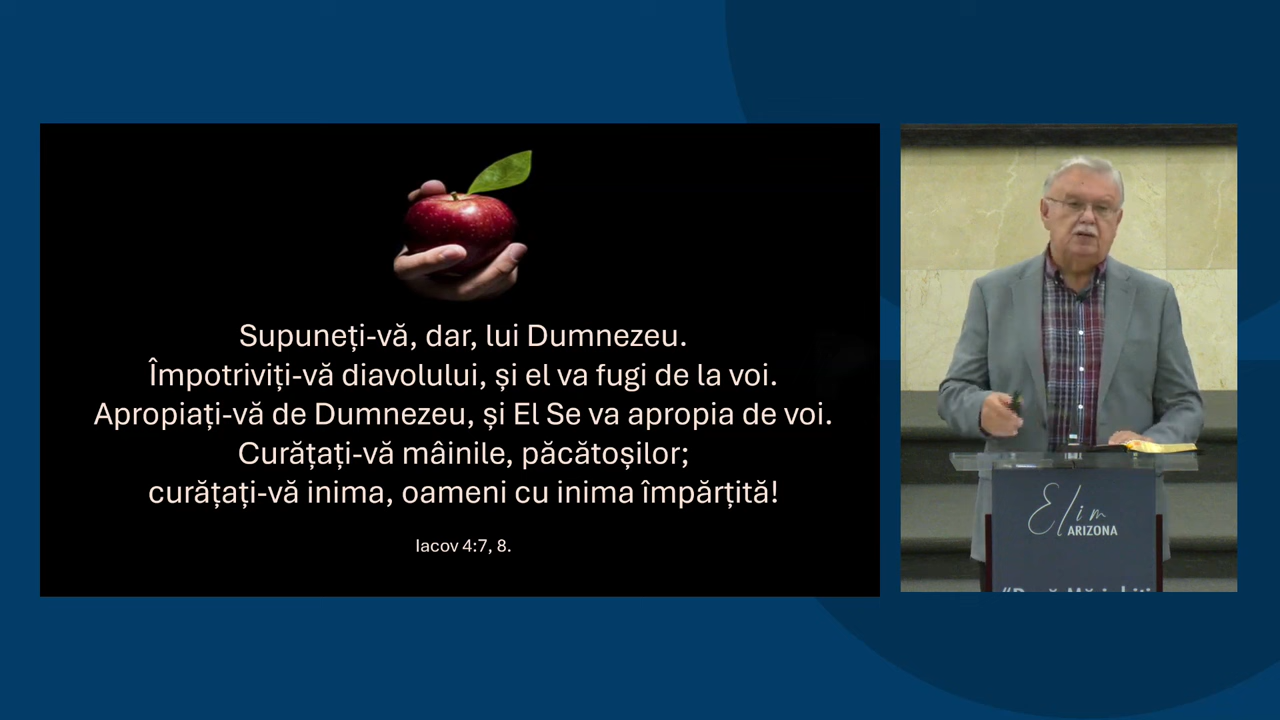 Supuneți-vă, dar, lui Dumnezeu.
Împotriviți-vă diavolului, și el va fugi de la voi.
Apropiați-vă de Dumnezeu, și El Se va apropia de voi.
Curățați-vă mâinile, păcătoșilor;
curățați-vă inima, oameni cu inima împărțită!
Iacov 4:7, 8.
Elim
ARIZONA